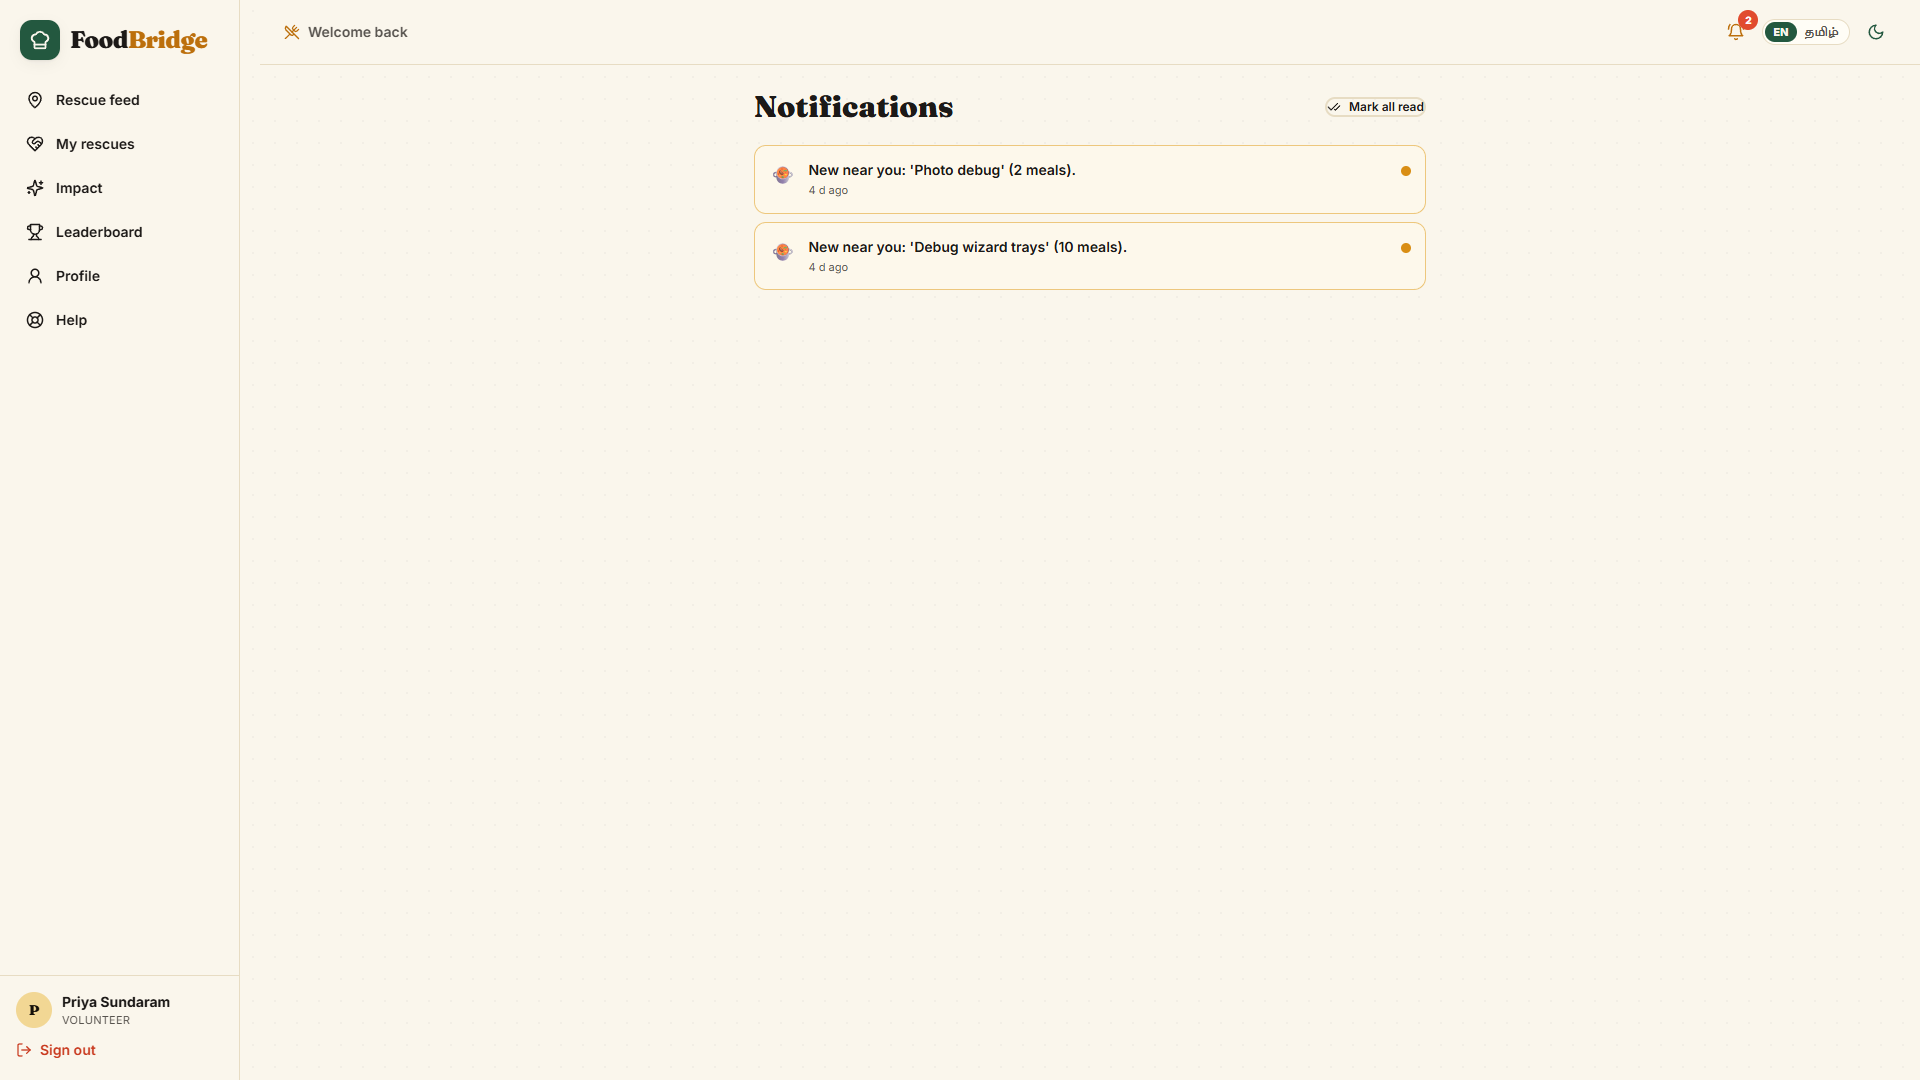 FoodBridge
Rescue feed
My rescues
Impact
Leaderboard
Profile
Help
Priya Sundaram
VOLUNTEER
Sign out
Welcome back
2
EN தமிழ்
Notifications
Mark all read
New near you: 'Photo debug' (2 meals).
4 d ago
New near you: 'Debug wizard trays' (10 meals).
4 d ago
P